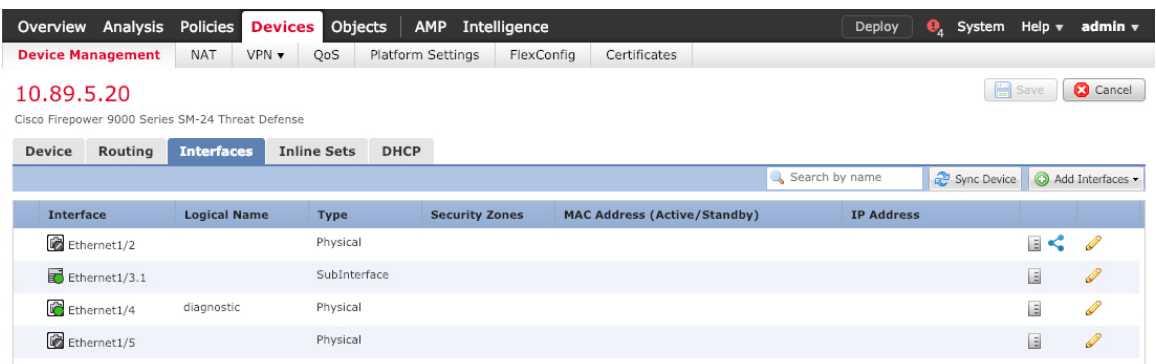 Overview Analysis Policies Devices Objects AMP Intelligence Deploy 4 System Help admin
Device Management NAT VPN QoS Platform Settings FlexConfig Certificates
10.89.5.20
Save Cancel
Cisco Firepower 9000 Series SM-24 Threat Defense
Device Routing Interfaces Inline Sets DHCP
Search by name Sync Device Add Interfaces
Interface Logical Name Type Security Zones MAC Address (Active/Standby) IP Address
Ethernet1/2 Physical
Ethernet1/3.1 SubInterface
Ethernet1/4 diagnostic Physical
Ethernet1/5 Physical